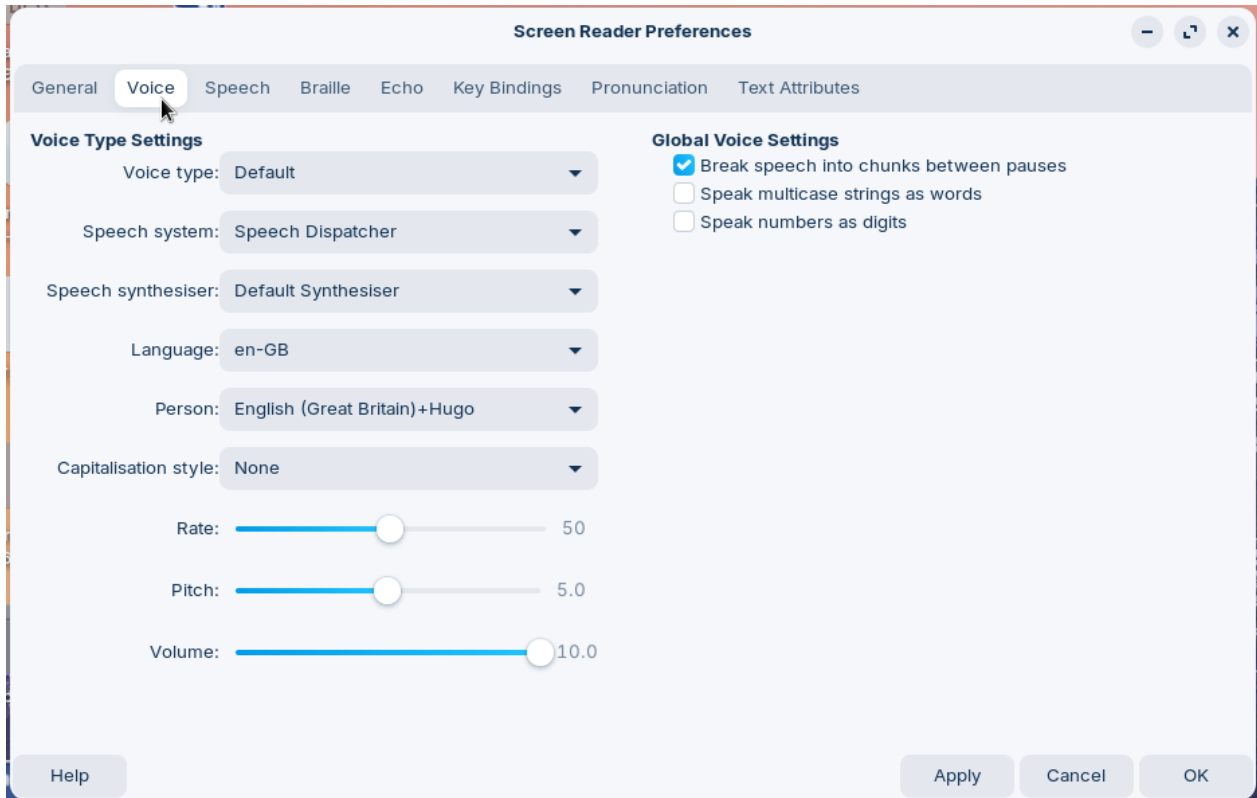 Screen Reader Preferences
General Voice Speech Braille Echo Key Bindings Pronunciation Text Attributes
Voice Type Settings
Voice type: Default
Speech system: Speech Dispatcher
Speech synthesiser: Default Synthesiser
Language: en-GB
Person: English (Great Britain)+Hugo
Capitalisation style: None
Rate: 50
Pitch: 5.0
Volume: 10.0
Global Voice Settings
Break speech into chunks between pauses
Speak multicase strings as words
Speak numbers as digits
Help Apply Cancel OK